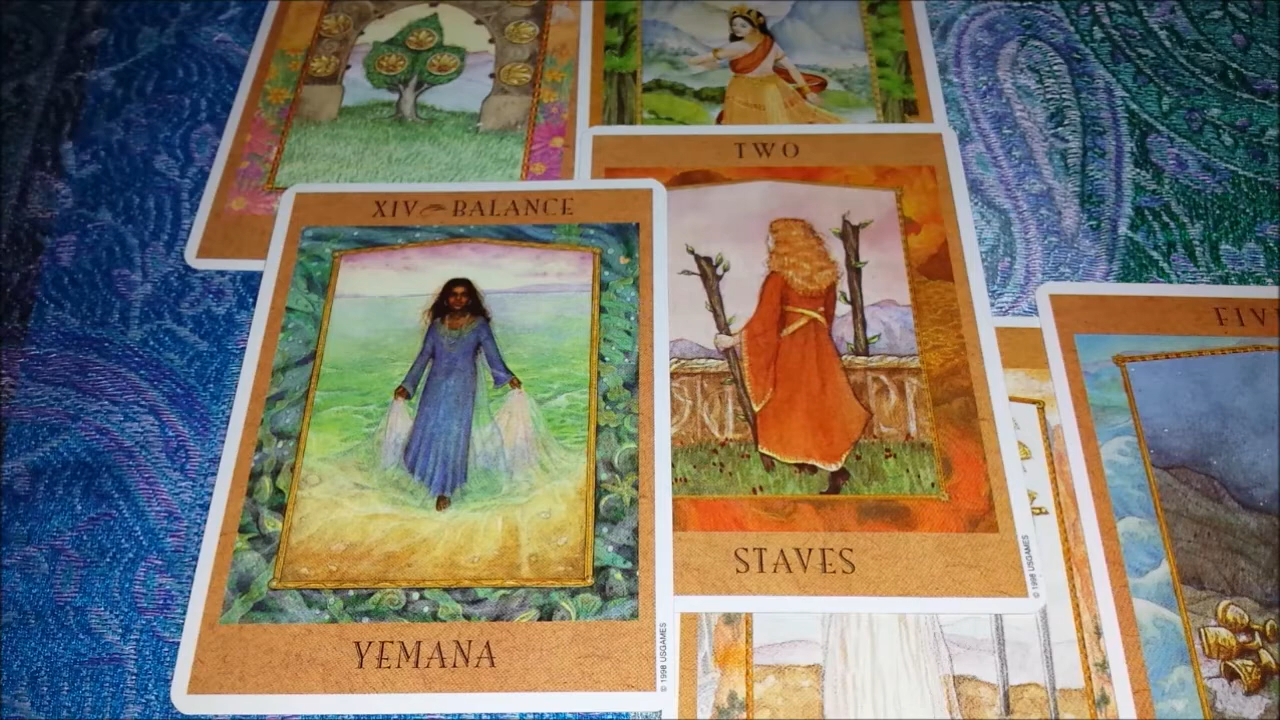 TWO
XIV BALANCE
FIV
STAVES
© 1998 USGAMES
YEMANA
© 1998 USGAMES